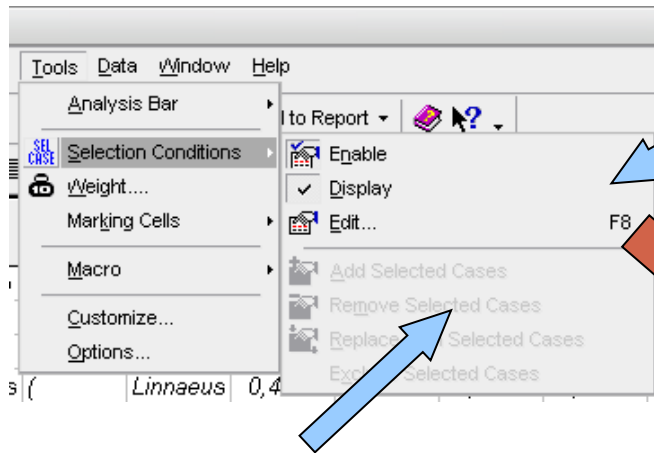 Tools Data Window Help
Analysis Bar
l to Report
SEL CASE Selection Conditions
Weight....
Marking Cells
Macro
Customize...
Options...
Enable
Display
Edit... F8
Add Selected Cases
Remove Selected Cases
Replace Selected Cases
Selected Cases
s ( Linnaeus 0,4